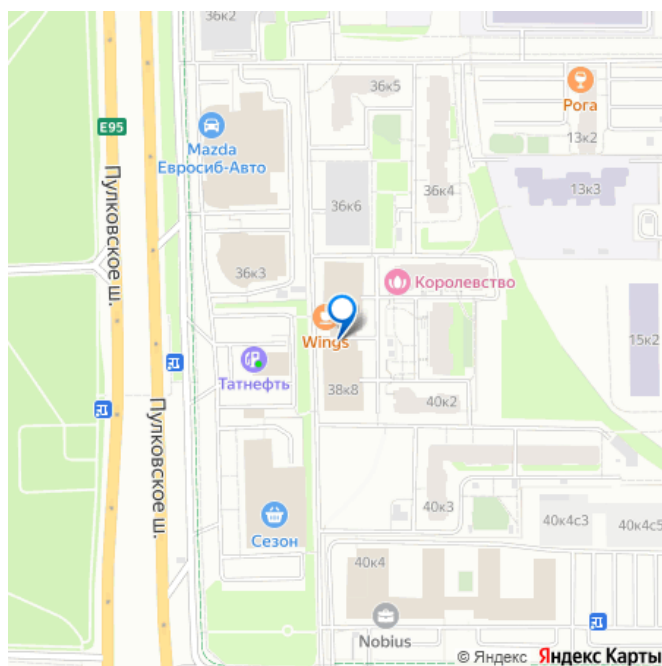 36к2
36к5
Рога
13к2
E95
Mazda
Евросиб-Авто
Пулковское ш.
36к6
36к4
13к3
36к3
Королевство
Wings
15к2
Татнефть
38к8
40к2
Пулковское ш.
Сезон
40к3
40к4с3
40к4с5
40к4
Nobius
© Яндекс Яндекс Карты